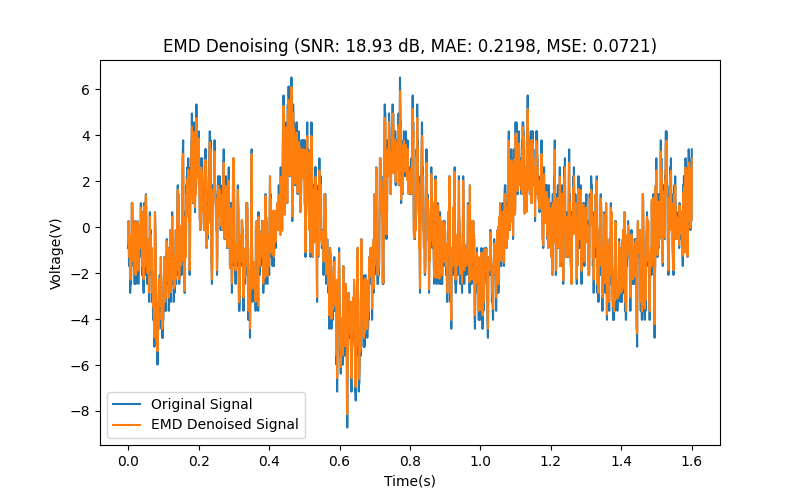 EMD Denoising (SNR: 18.93 dB, MAE: 0.2198, MSE: 0.0721)
6
4
2
0
−2
−4
−6
−8
Voltage(V)
Original Signal
EMD Denoised Signal
0.0 0.2 0.4 0.6 0.8 1.0 1.2 1.4 1.6
Time(s)